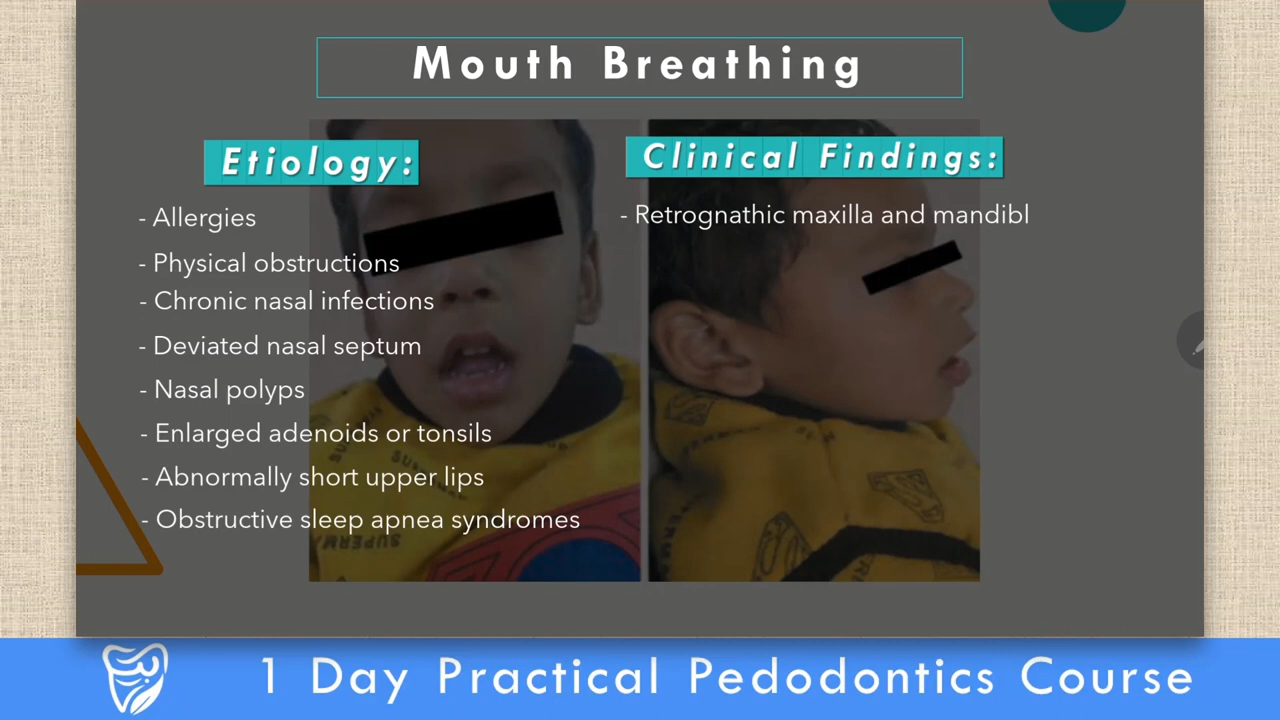 Mouth Breathing
Etiology:
- Allergies
- Physical obstructions
- Chronic nasal infections
- Deviated nasal septum
- Nasal polyps
- Enlarged adenoids or tonsils
- Abnormally short upper lips
- Obstructive sleep apnea syndromes
Clinical Findings:
- Retrognathic maxilla and mandibl
1 Day Practical Pedodontics Course